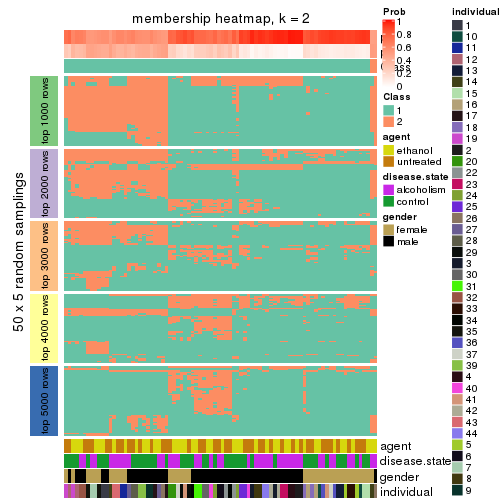 membership heatmap, k = 2
50 x 5 random samplings
top 1000 rows
top 2000 rows
top 3000 rows
top 4000 rows
top 5000 rows
agent
disease.state
gender
individual
Prob
1
0.8
0.6
0.4
0.2
0
Class
1
2
agent
ethanol
untreated
disease.state
alcoholism
control
gender
female
male
individual
1
10
11
12
13
14
15
16
17
18
19
2
20
22
23
24
25
26
27
28
29
3
30
31
32
33
34
35
36
37
39
4
40
41
42
43
44
5
6
7
8
9